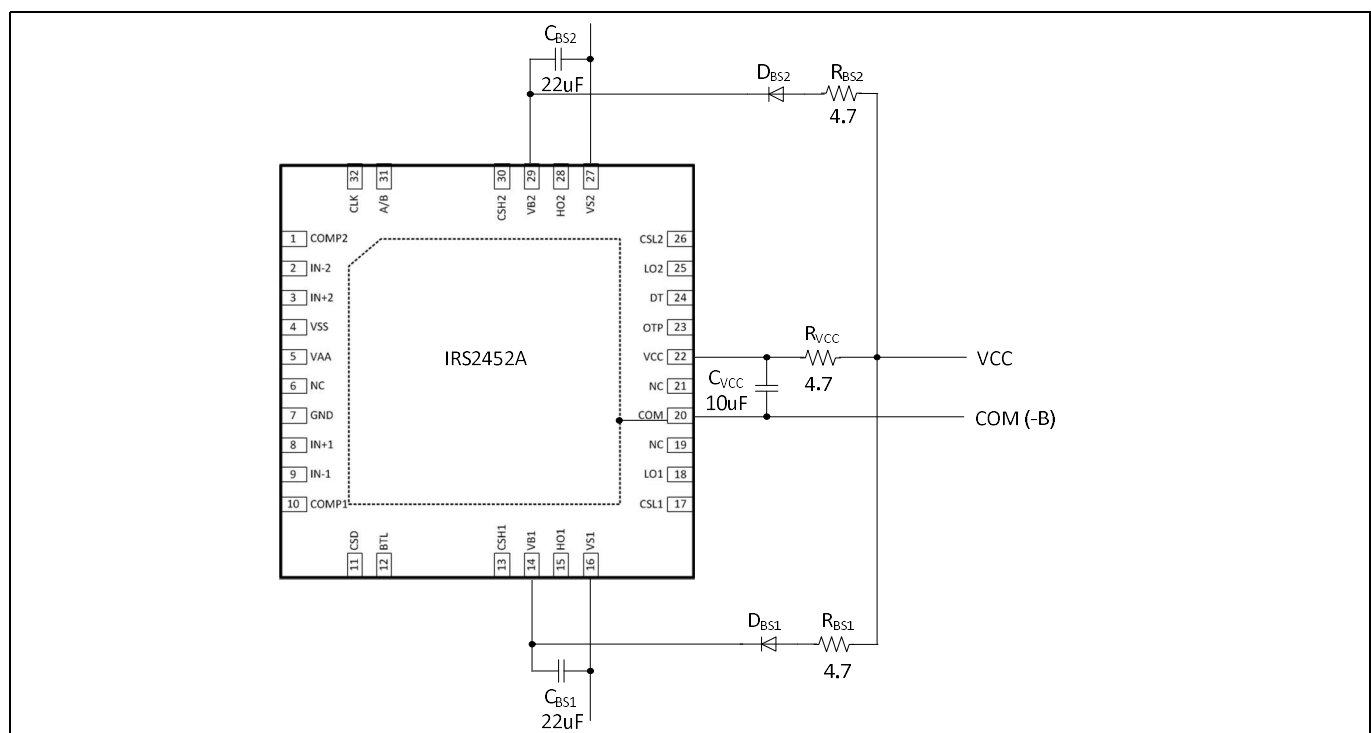 CBS2
22uF
DBS2
RBS2
4.7
32
31
30
29
28
27
CLK
A/B
CSH2
VB2
HO2
VS2
1 COMP2
2 IN-2
3 IN+2
4 VSS
5 VAA
6 NC
7 GND
8 IN+1
9 IN-1
10 COMP1
IRS2452A
CSL2 26
LO2 25
DT 24
OTP 23
VCC 22
NC 21
COM 20
NC 19
LO1 18
CSL1 17
RVCC
4.7
CVCC
10uF
VCC
COM (-B)
CSD
BTL
CSH1
VB1
HO1
VS1
11
12
13
14
15
16
DBS1
RBS1
4.7
CBS1
22uF